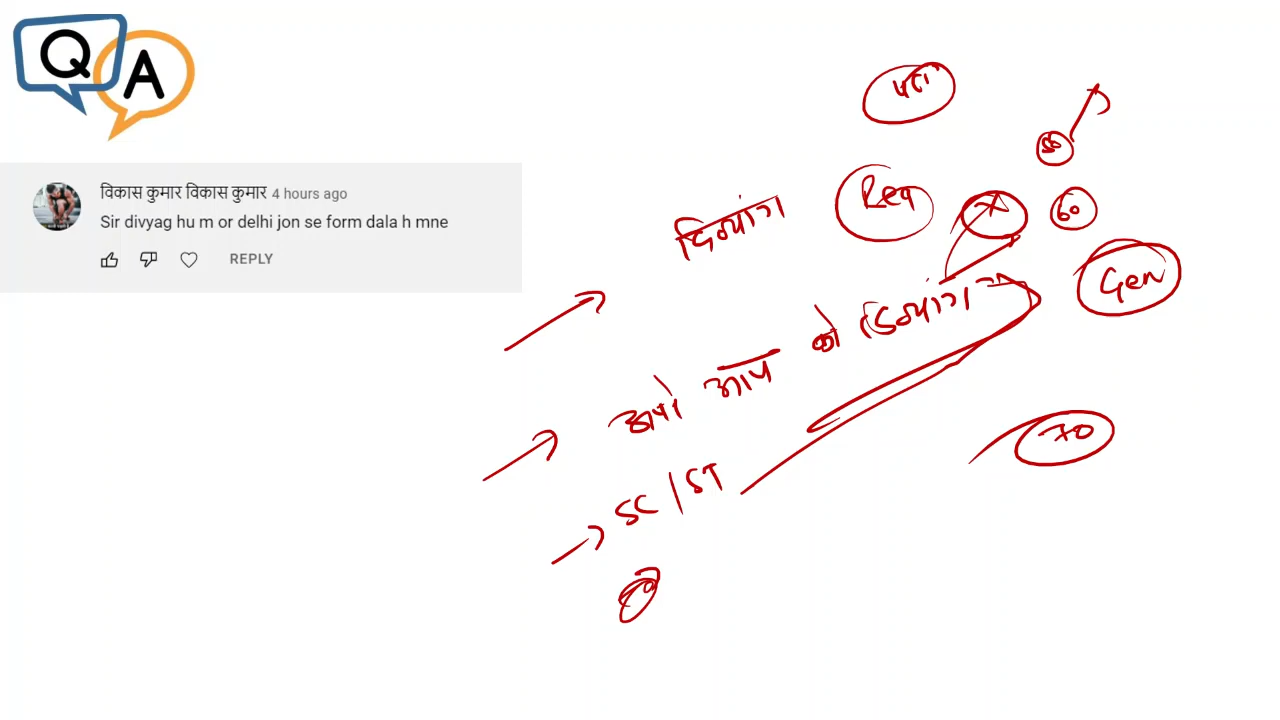 Q A
विकास कुमार विकास कुमार 4 hours ago
Sir divyag hu m or delhi jon se form dala h mne
REPLY
50
दिव्यांग Req 60
Gen
आप को
70
SC/ST